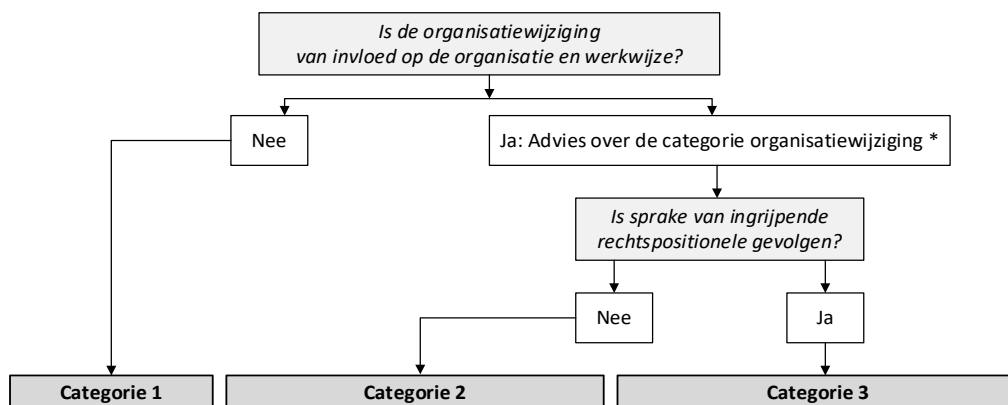 Is de organisatiewijziging
van invloed op de organisatie en werkwijze?
Nee
Ja: Advies over de categorie organisatiewijziging *
Is sprake van ingrijpende
rechtspositionele gevolgen?
Nee
Ja
Categorie 1
Categorie 2
Categorie 3